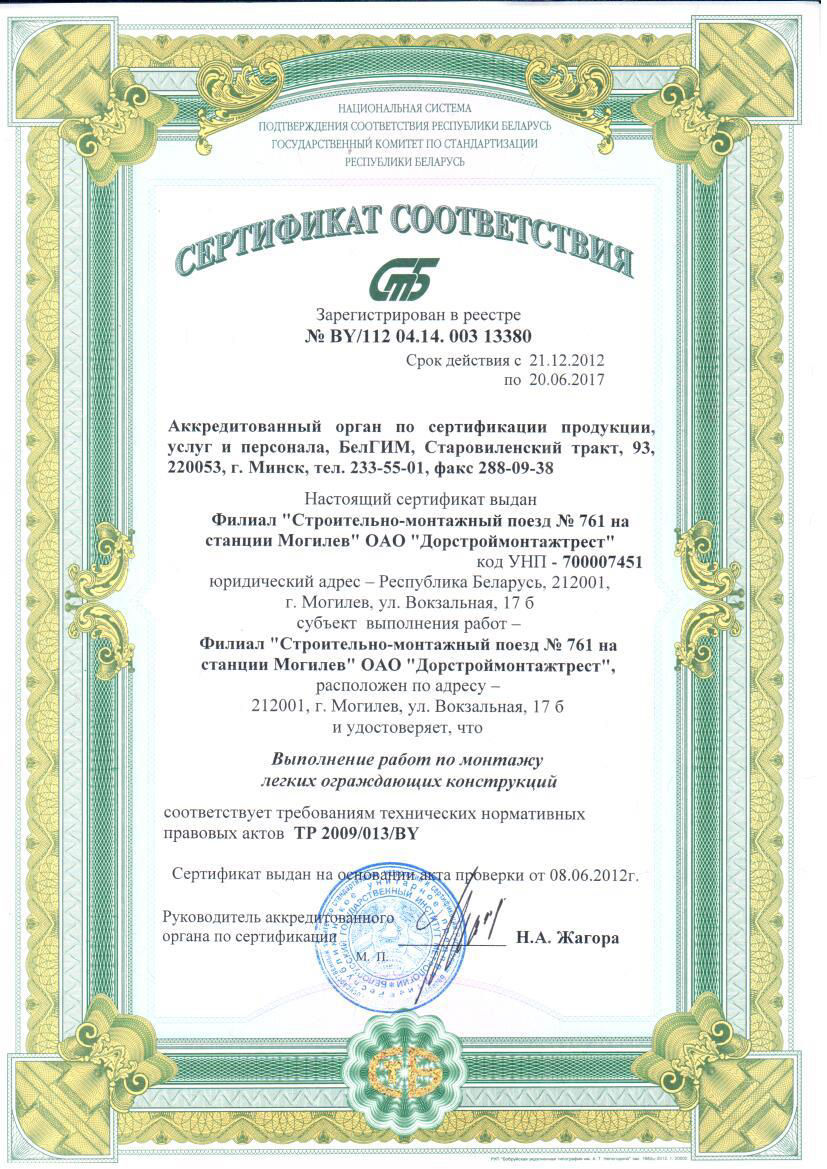 НАЦИОНАЛЬНАЯ СИСТЕМА
ПОДТВЕРЖДЕНИЯ СООТВЕТСТВИЯ РЕСПУБЛИКИ БЕЛАРУСЬ
ГОСУДАРСТВЕННЫЙ КОМИТЕТ ПО СТАНДАРТИЗАЦИИ
РЕСПУБЛИКИ БЕЛАРУСЬ
СЕРТИФИКАТ СООТВЕТСТВИЯ
СТБ
Зарегистрирован в реестре
№ BY/112 04.14. 003 13380
Срок действия с 21.12.2012
по 20.06.2017
Аккредитованный орган по сертификации продукции,
услуг и персонала, БелГИМ, Старовиленский тракт, 93,
220053, г. Минск, тел. 233-55-01, факс 288-09-38
Настоящий сертификат выдан
Филиал "Строительно-монтажный поезд № 761 на
станции Могилев" ОАО "Дорстроймонтажтрест"
код УНП - 700007451
юридический адрес – Республика Беларусь, 212001,
г. Могилев, ул. Вокзальная, 17 б
субъект выполнения работ –
Филиал "Строительно-монтажный поезд № 761 на
станции Могилев" ОАО "Дорстроймонтажтрест",
расположен по адресу –
212001, г. Могилев, ул. Вокзальная, 17 б
и удостоверяет, что
Выполнение работ по монтажу
легких ограждающих конструкций
соответствует требованиям технических нормативных
правовых актов ТР 2009/013/BY
Сертификат выдан на основании акта проверки от 08.06.2012г.
Руководитель аккредитованного
органа по сертификации
Н.А. Жагора
М. П.
СТБ